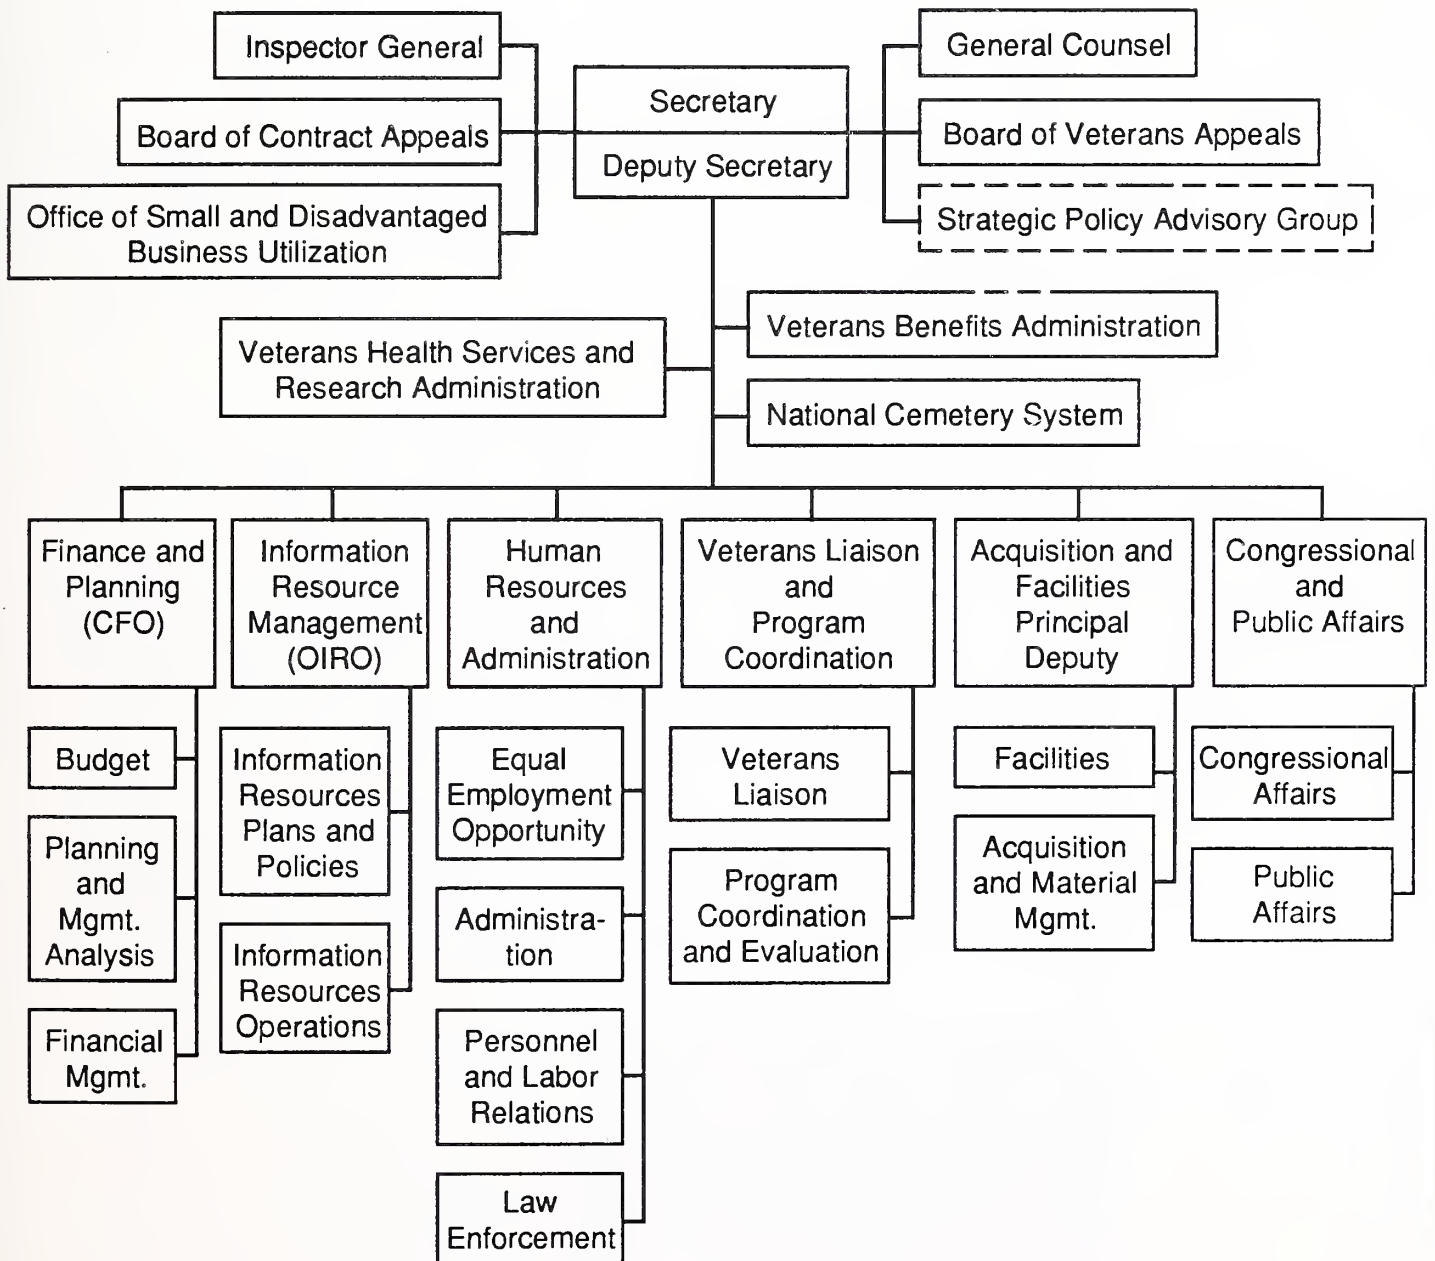 Inspector General
Board of Contract Appeals
Office of Small and Disadvantaged
Business Utilization
Secretary
Deputy Secretary
General Counsel
Board of Veterans Appeals
Strategic Policy Advisory Group
Veterans Health Services and
Research Administration
Veterans Benefits Administration
National Cemetery System
Finance and
Planning
(CFO)
Budget
Planning
and
Mgmt.
Analysis
Financial
Mgmt.
Information
Resource
Management
(OIRO)
Information
Resources
Plans and
Policies
Information
Resources
Operations
Human
Resources
and
Administration
Equal
Employment
Opportunity
Administra-
tion
Personnel
and Labor
Relations
Law
Enforcement
Veterans Liaison
and
Program
Coordination
Veterans
Liaison
Program
Coordination
and Evaluation
Acquisition and
Facilities
Principal
Deputy
Facilities
Acquisition
and Material
Mgmt.
Congressional
and
Public Affairs
Congressional
Affairs
Public
Affairs